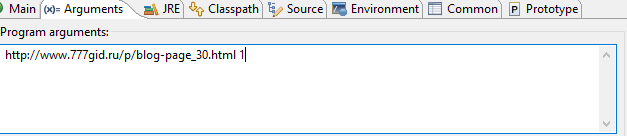 Main (x)= Arguments JRE Classpath Source Environment Common P Prototype
Program arguments:
http://www.777gid.ru/p/blog-page_30.html 1